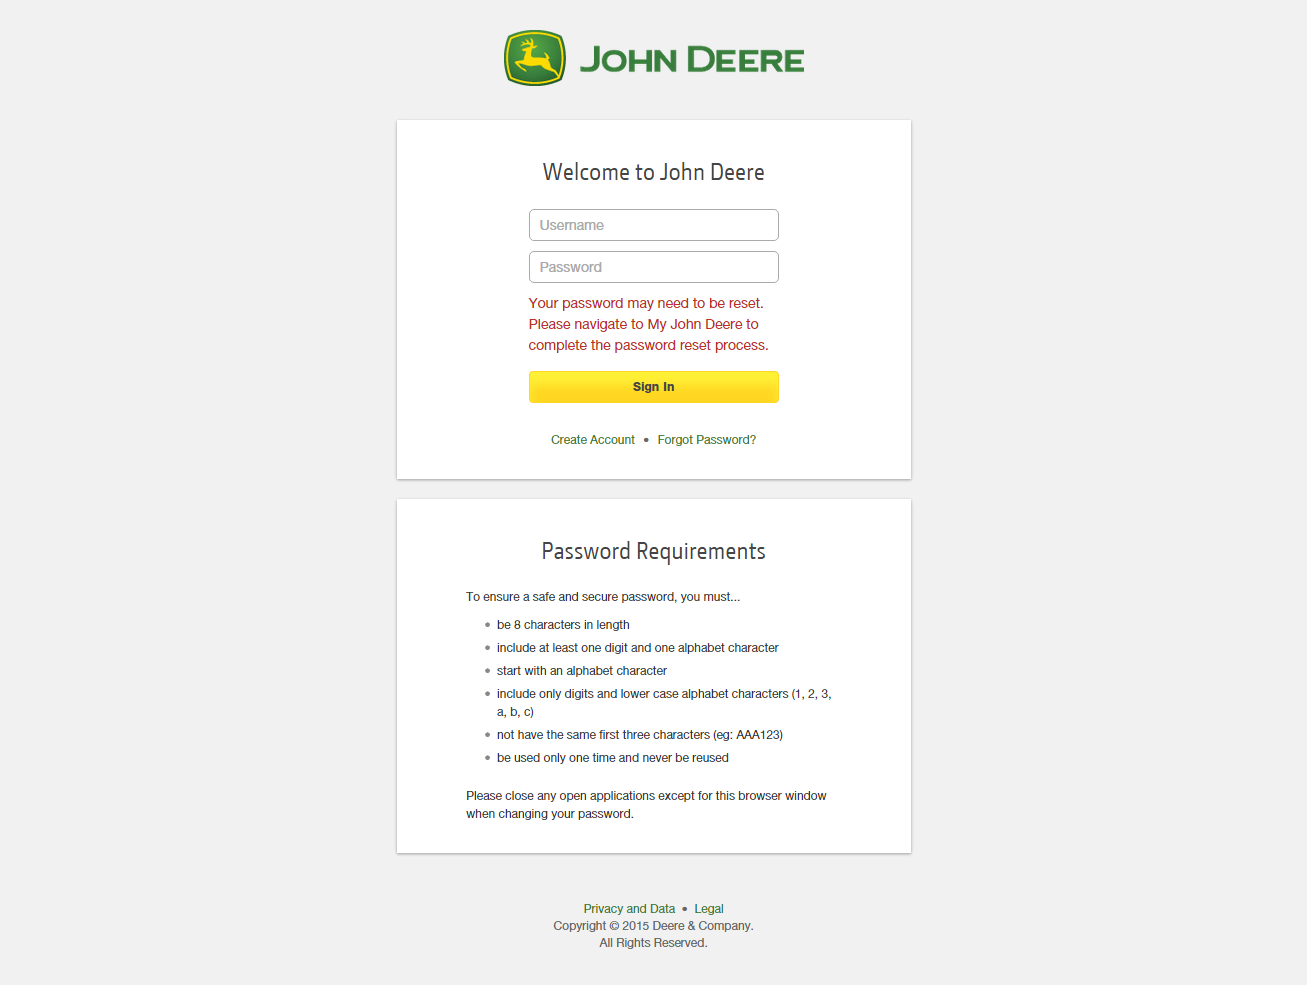 JOHN DEERE
Welcome to John Deere
Username
Password
Your password may need to be reset.
Please navigate to My John Deere to
complete the password reset process.
Sign In
Create Account • Forgot Password?
Password Requirements
To ensure a safe and secure password, you must...
• be 8 characters in length
• include at least one digit and one alphabet character
• start with an alphabet character
• include only digits and lower case alphabet characters (1, 2, 3,
a, b, c)
• not have the same first three characters (eg: AAA123)
• be used only one time and never be reused
Please close any open applications except for this browser window
when changing your password.
Privacy and Data • Legal
Copyright © 2015 Deere & Company.
All Rights Reserved.